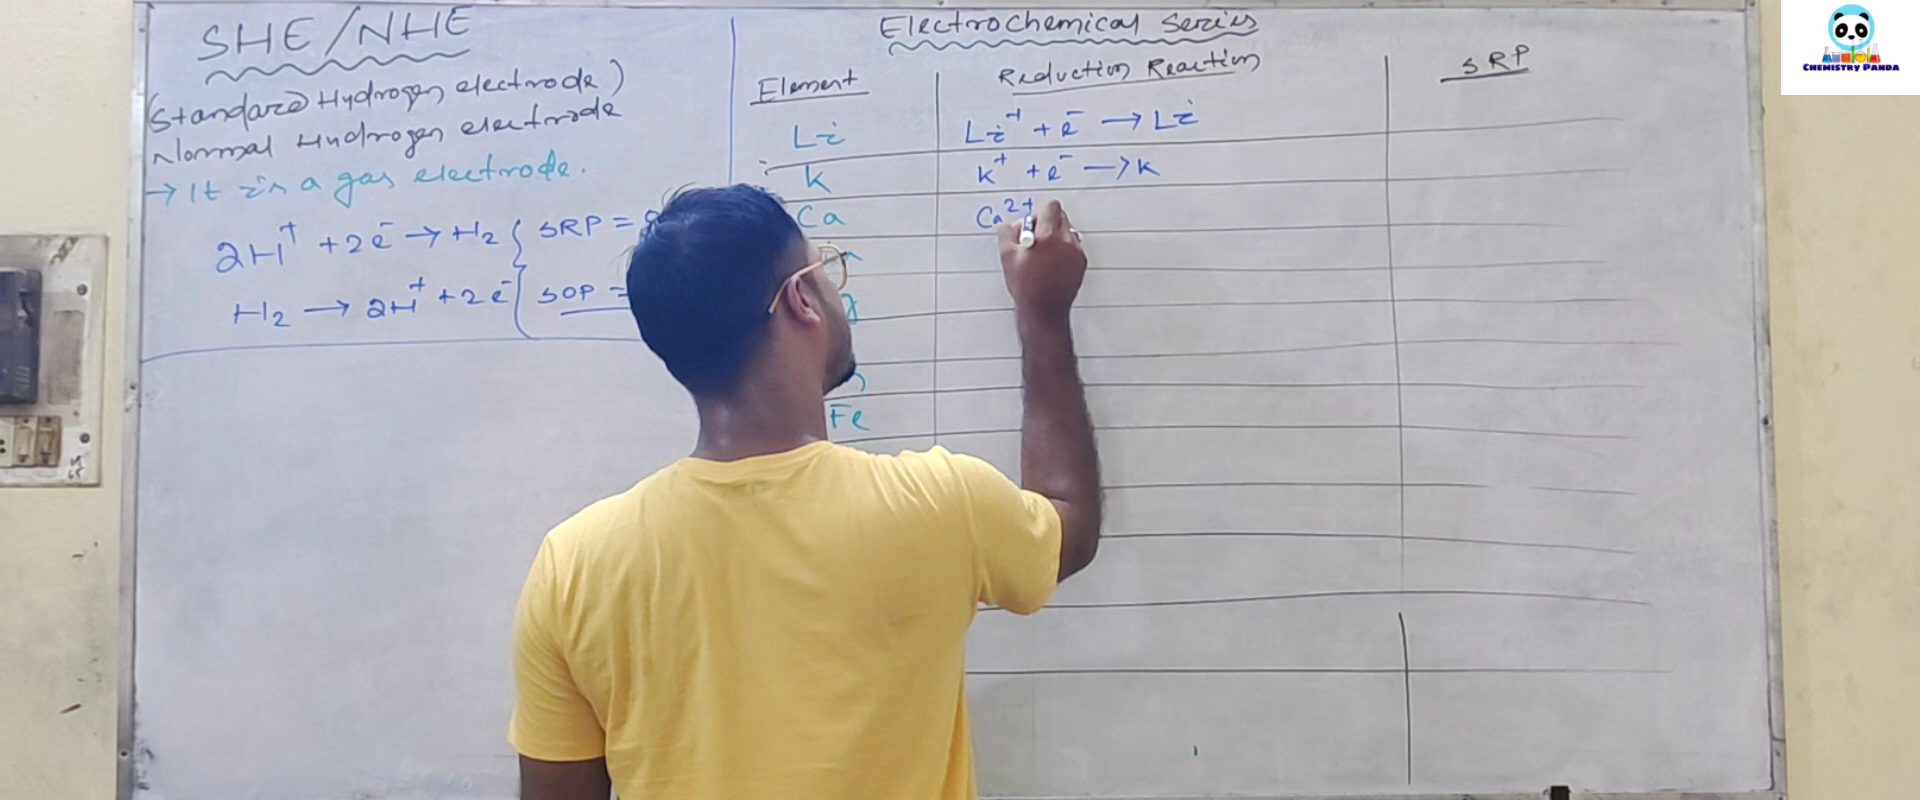 SHE/NHE
(Standard Hydrogen electrode)
Normal Hydrogen electrode
→ It is a gas electrode.
2H⁺ + 2e⁻ → H₂ { SRP =
H₂ → 2H⁺ + 2e⁻ { SOP =
Electrochemical Series
Element Reduction Reaction SRP
Li Li⁺ + e⁻ → Li
K K⁺ + e⁻ → K
Ca Ca²⁺
Fe
CHEMISTRY PANDA